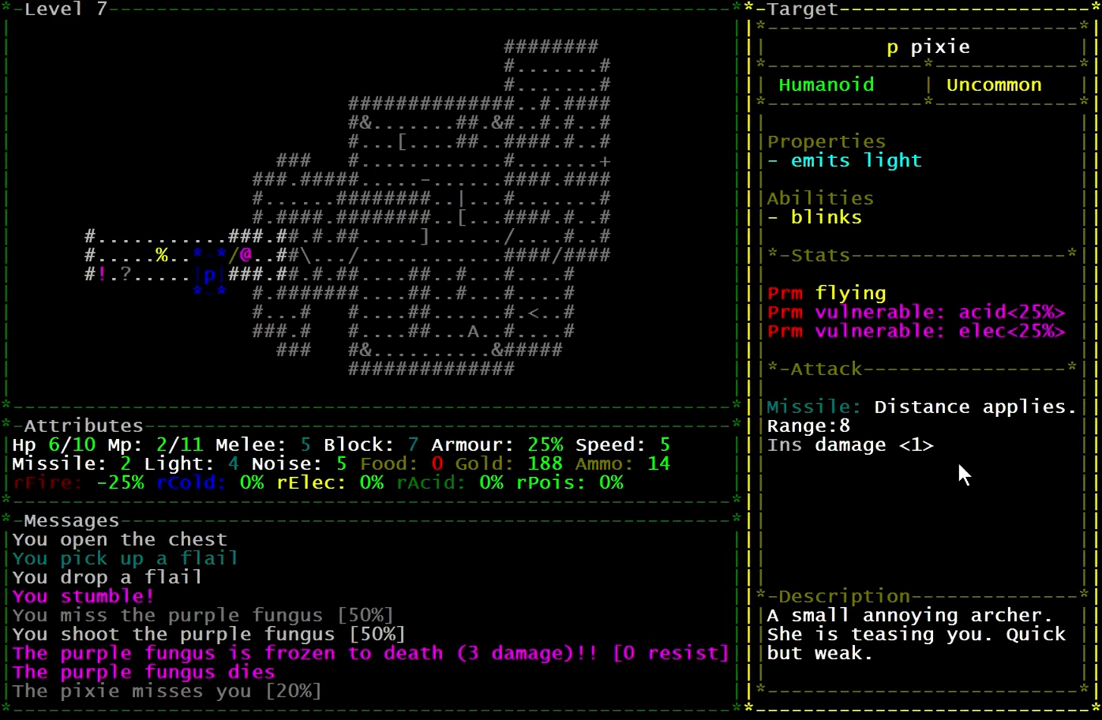 Level 7
Target
p pixie
Humanoid | Uncommon
Properties
- emits light
Abilities
- blinks
Stats
Prm flying
Prm vulnerable: acid<25%>
Prm vulnerable: elec<25%>
Attack
Missile: Distance applies.
Range:8
Ins damage <1>
Description
A small annoying archer.
She is teasing you. Quick
but weak.
Attributes
Hp 6/10 Mp: 2/11 Melee: 5 Block: 7 Armour: 25% Speed: 5
Missile: 2 Light: 4 Noise: 5 Food: 0 Gold: 188 Ammo: 14
rFire: -25% rCold: 0% rElec: 0% rAcid: 0% rPois: 0%
Messages
You open the chest
You pick up a flail
You drop a flail
You stumble!
You miss the purple fungus [50%]
You shoot the purple fungus [50%]
The purple fungus is frozen to death (3 damage)!! [0 resist]
The purple fungus dies
The pixie misses you [20%]